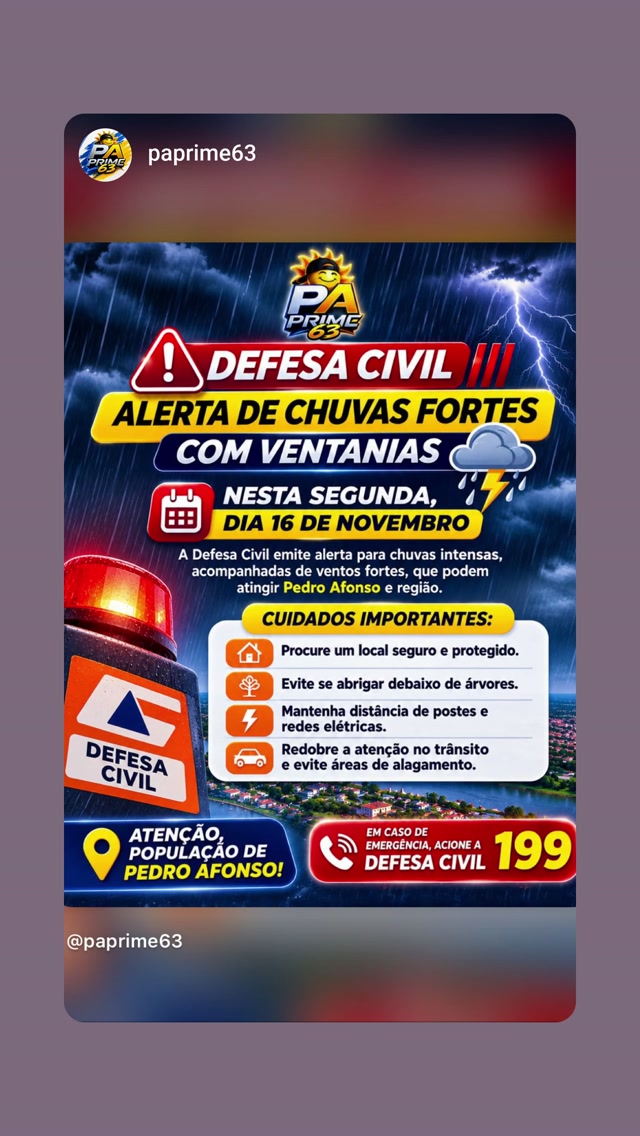 PA
PRIME
63
paprime63
PA
PRIME
63
DEFESA CIVIL
ALERTA DE CHUVAS FORTES
COM VENTANIAS
NESTA SEGUNDA,
DIA 16 DE NOVEMBRO
A Defesa Civil emite alerta para chuvas intensas,
acompanhadas de ventos fortes, que podem
atingir Pedro Afonso e região.
CUIDADOS IMPORTANTES:
Procure um local seguro e protegido.
Evite se abrigar debaixo de árvores.
Mantenha distância de postes e
redes elétricas.
Redobre a atenção no trânsito
e evite áreas de alagamento.
DEFESA
CIVIL
ATENÇÃO,
POPULAÇÃO DE
PEDRO AFONSO!
EM CASO DE
EMERGÊNCIA, ACIONE A
DEFESA CIVIL 199
@paprime63